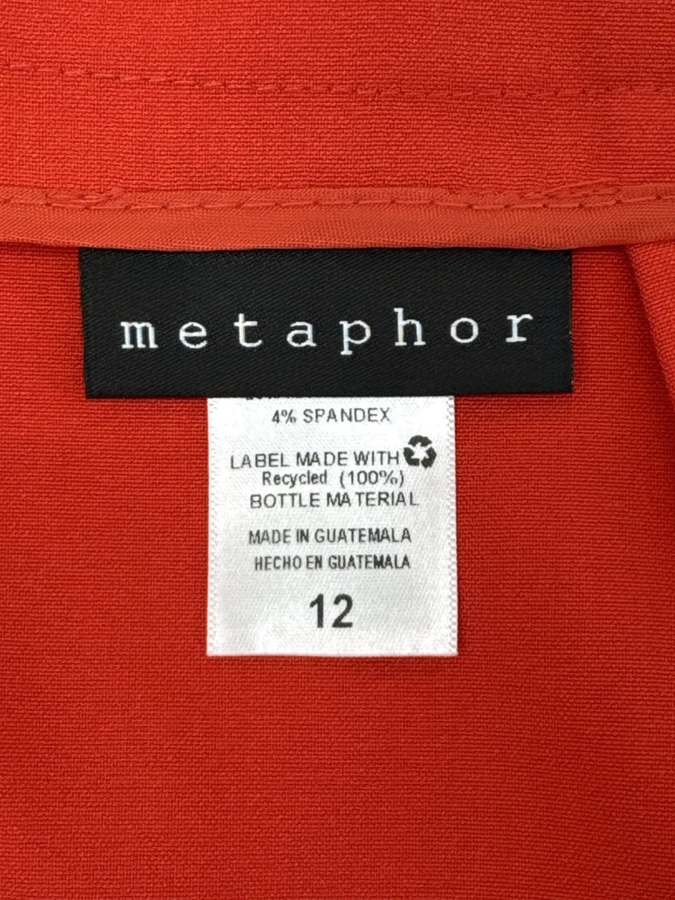 metaphor
4% SPANDEX
LABEL MADE WITH
Recycled (100%)
BOTTLE MATERIAL
MADE IN GUATEMALA
HECHO EN GUATEMALA
12